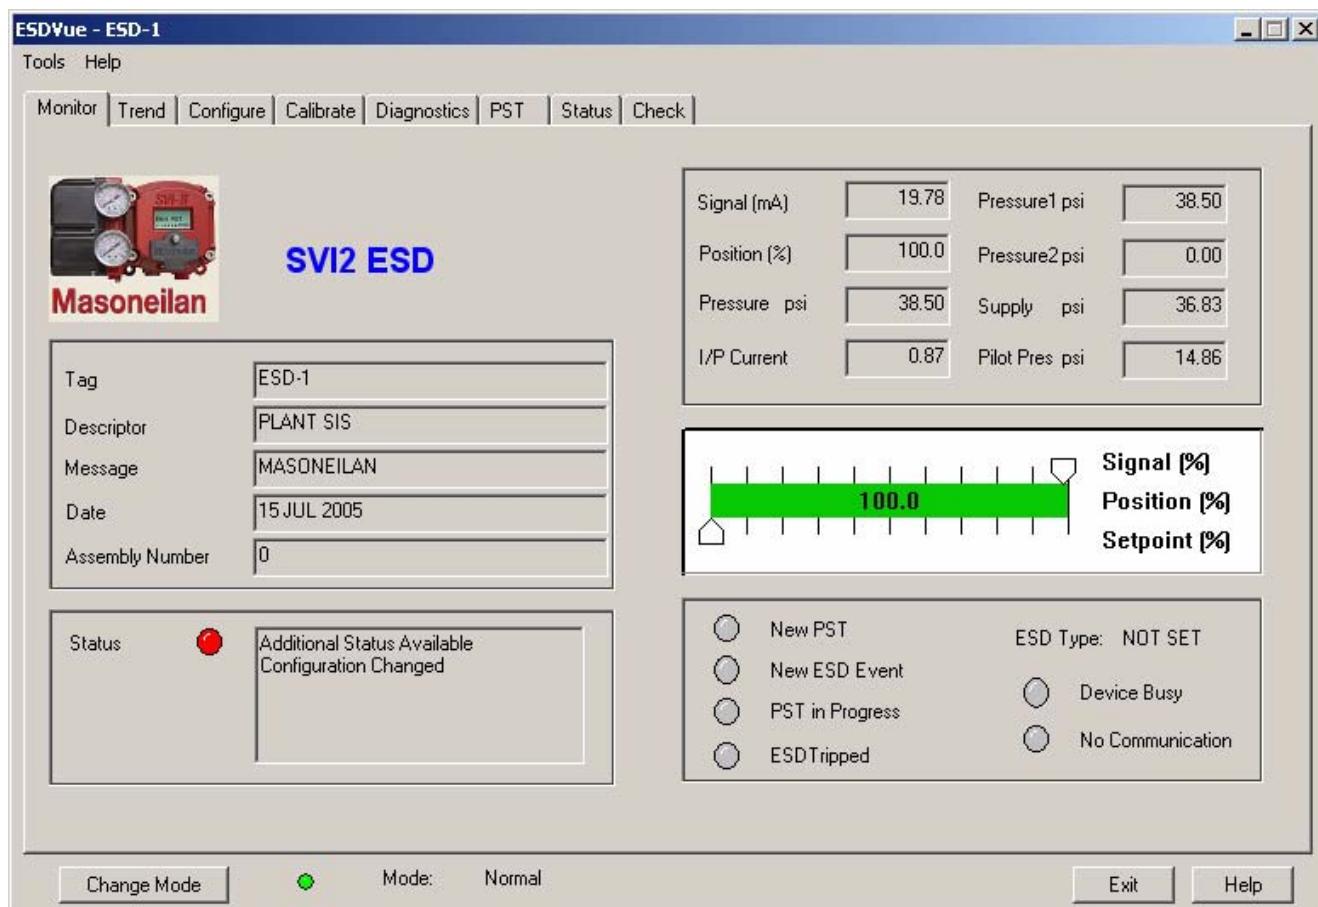 ESDVue - ESD-1
Tools Help
Monitor Trend Configure Calibrate Diagnostics PST Status Check
SVI-II
Masoneilan
SVI2 ESD
Tag ESD-1
Descriptor PLANT SIS
Message MASONEILAN
Date 15 JUL 2005
Assembly Number 0
Status Additional Status Available
Configuration Changed
Signal (mA) 19.78 Pressure1 psi 38.50
Position (%) 100.0 Pressure2 psi 0.00
Pressure psi 38.50 Supply psi 36.83
I/P Current 0.87 Pilot Pres psi 14.86
Signal (%)
100.0 Position (%)
Setpoint (%)
New PST
New ESD Event
PST in Progress
ESDTripped
ESD Type: NOT SET
Device Busy
No Communication
Change Mode Mode: Normal Exit Help